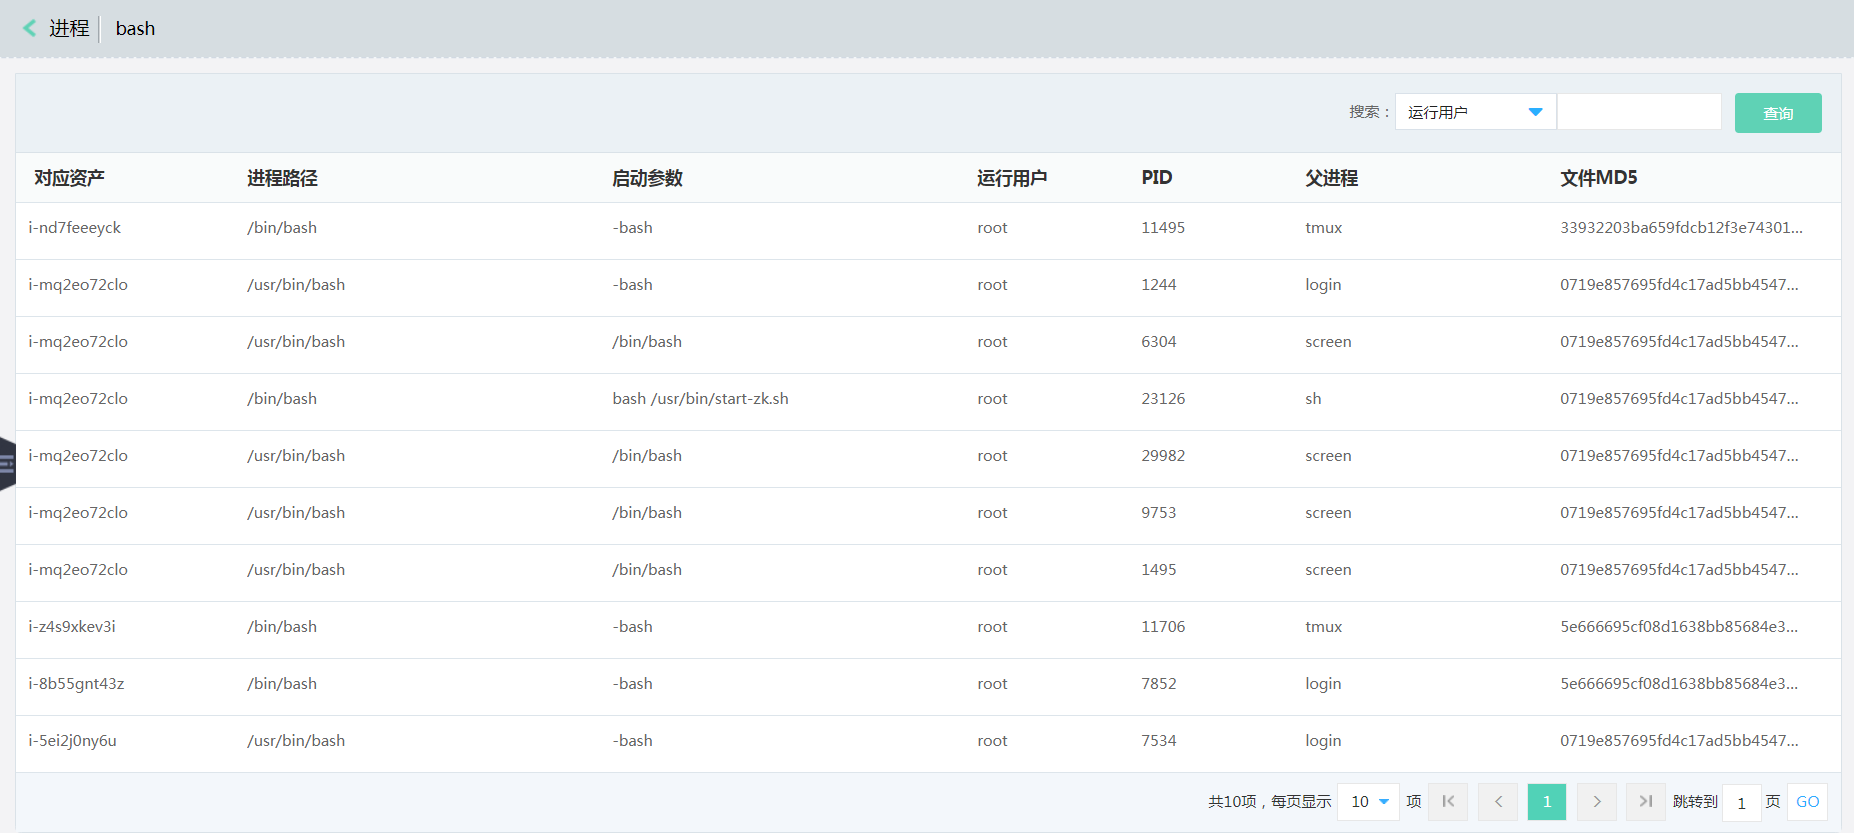 进程 bash
搜索： 运行用户 查询
对应资产 进程路径 启动参数 运行用户 PID 父进程 文件MD5
i-nd7feeeyck /bin/bash -bash root 11495 tmux 33932203ba659fdcb12f3e74301...
i-mq2eo72clo /usr/bin/bash -bash root 1244 login 0719e857695fd4c17ad5bb4547...
i-mq2eo72clo /usr/bin/bash /bin/bash root 6304 screen 0719e857695fd4c17ad5bb4547...
i-mq2eo72clo /bin/bash bash /usr/bin/start-zk.sh root 23126 sh 0719e857695fd4c17ad5bb4547...
i-mq2eo72clo /usr/bin/bash /bin/bash root 29982 screen 0719e857695fd4c17ad5bb4547...
i-mq2eo72clo /usr/bin/bash /bin/bash root 9753 screen 0719e857695fd4c17ad5bb4547...
i-mq2eo72clo /usr/bin/bash /bin/bash root 1495 screen 0719e857695fd4c17ad5bb4547...
i-z4s9xkev3i /bin/bash -bash root 11706 tmux 5e666695cf08d1638bb85684e3...
i-8b55gnt43z /bin/bash -bash root 7852 login 5e666695cf08d1638bb85684e3...
i-5ei2j0ny6u /usr/bin/bash -bash root 7534 login 0719e857695fd4c17ad5bb4547...
共10项，每页显示 10 项 1 跳转到 1 页 GO